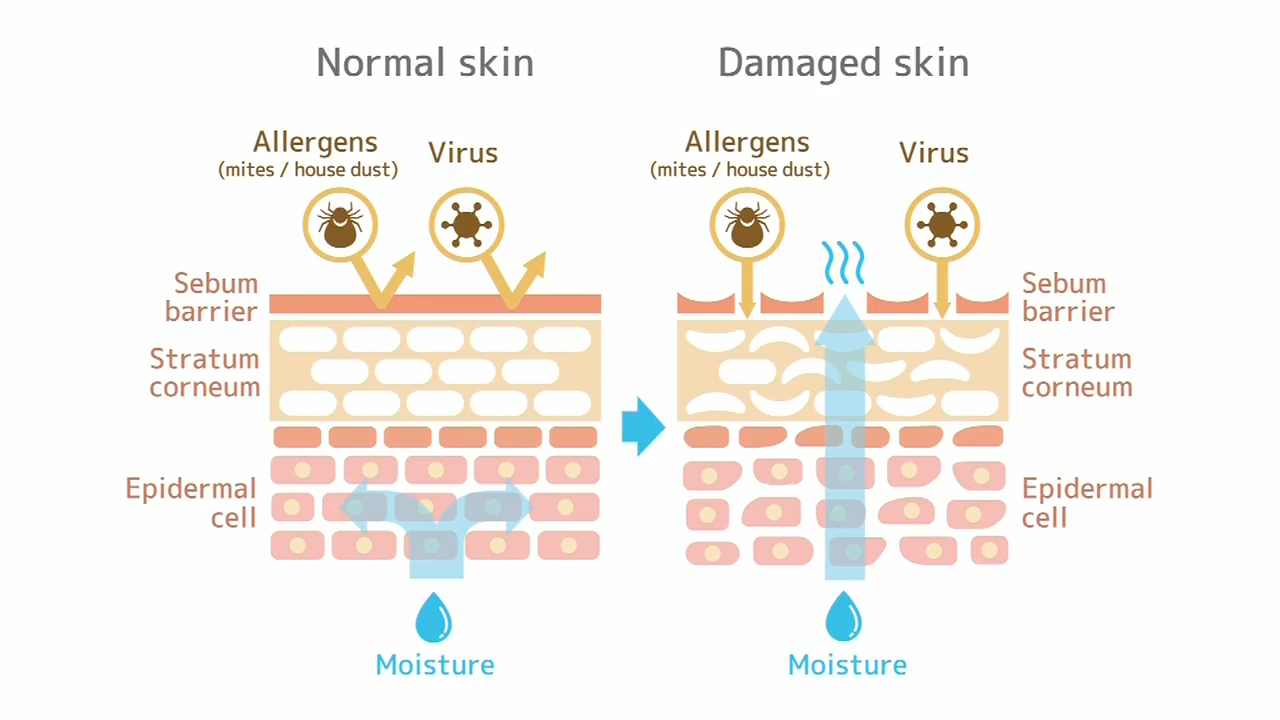 Normal skin
Damaged skin
Allergens
(mites / house dust)
Virus
Allergens
(mites / house dust)
Virus
Sebum
barrier
Stratum
corneum
Epidermal
cell
Sebum
barrier
Stratum
corneum
Epidermal
cell
Moisture
Moisture